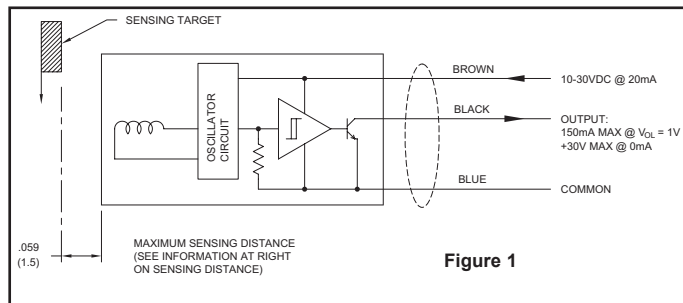 SENSING TARGET
OSCILLATOR
CIRCUIT
BROWN
10-30VDC @ 20mA
BLACK
OUTPUT:
150mA MAX @ VOL = 1V
+30V MAX @ 0mA
BLUE
COMMON
.059
(1.5)
MAXIMUM SENSING DISTANCE
(SEE INFORMATION AT RIGHT
ON SENSING DISTANCE)
Figure 1